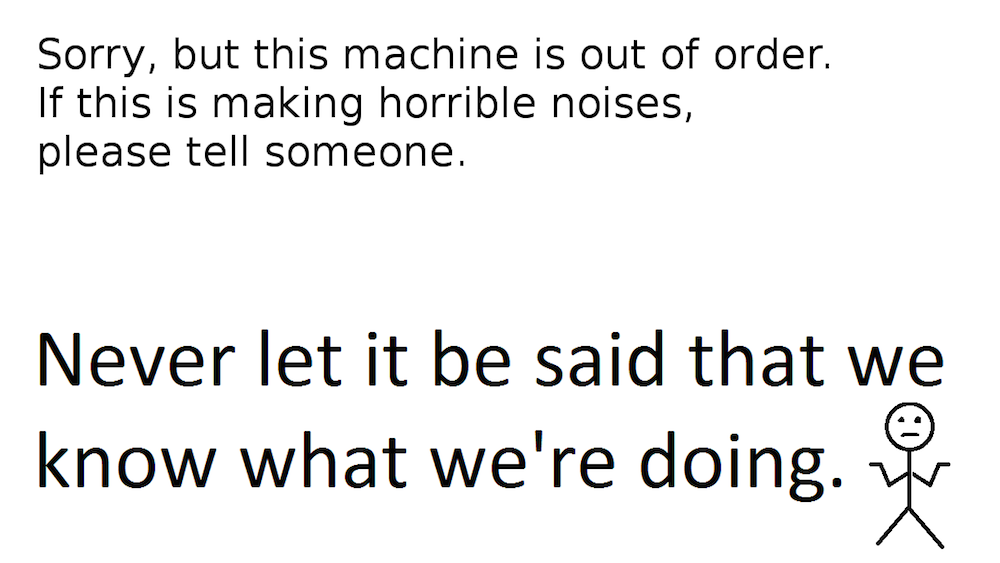 Sorry, but this machine is out of order.
If this is making horrible noises,
please tell someone.
Never let it be said that we
know what we're doing.